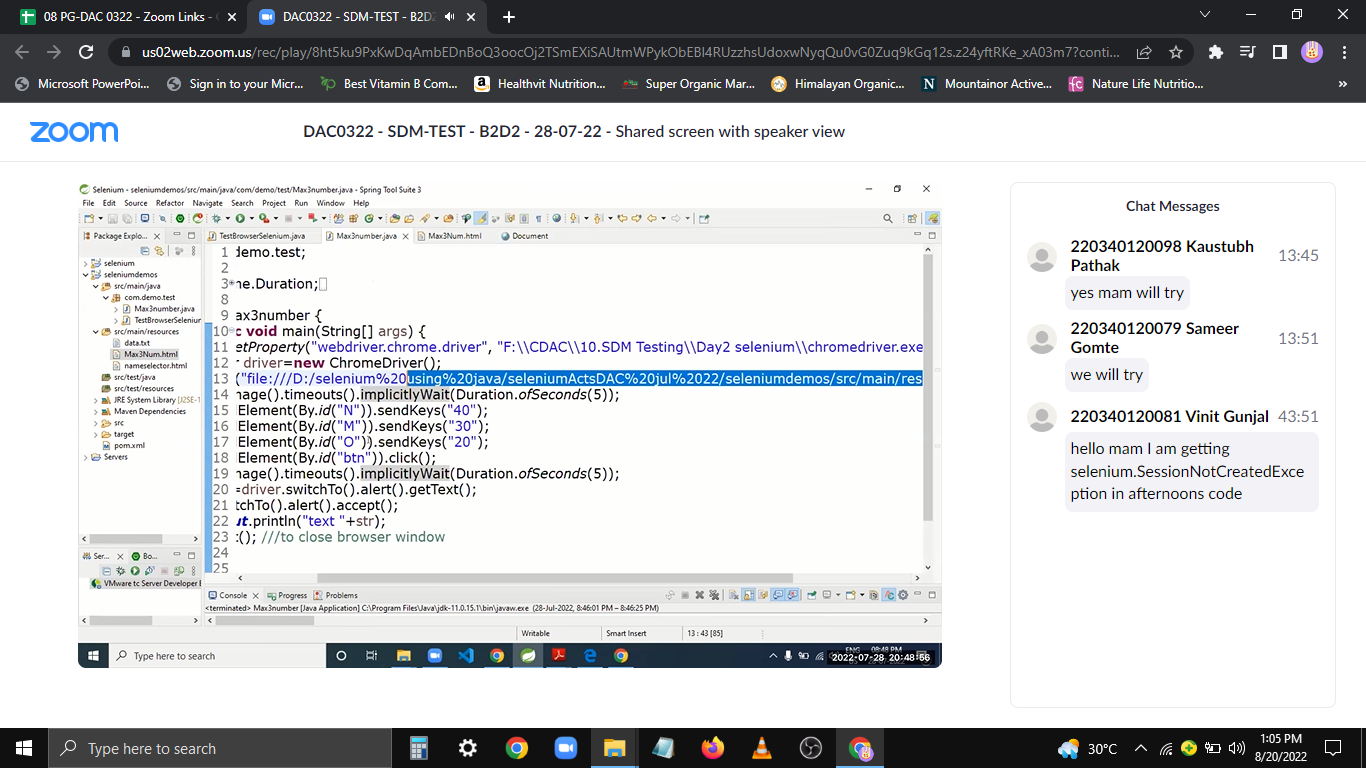 08 PG-DAC 0322 - Zoom Links -
DAC0322 - SDM-TEST - B2D2
us02web.zoom.us/rec/play/8ht5ku9PxKwDqAmbEDnBoQ3oocOj2TSmEXiSAUtmWPykObEBl4RUzzhsUdoxwNyqQu0vG0Zuq9kGq12s.z24yftRKe_xA03m7?conti...
Microsoft PowerPoi...
Sign in to your Micr...
Best Vitamin B Com...
Healthvit Nutrition...
Super Organic Mar...
Himalayan Organic...
Mountainor Active...
Nature Life Nutritio...
zoom
DAC0322 - SDM-TEST - B2D2 - 28-07-22 - Shared screen with speaker view
Selenium - seleniumdemos/src/main/java/com/demo/test/Max3number.java - Spring Tool Suite 3
File Edit Source Refactor Navigate Search Project Run Window Help
Package Explo...
TestBrowserSelenium.java
Max3number.java
Max3Num.html
Document
selenium
seleniumdemos
src/main/java
com.demo.test
Max3number.java
TestBrowserSelenium
src/main/resources
data.txt
Max3Num.html
nameselector.html
src/test/java
src/test/resources
JRE System Library [J2SE-1
Maven Dependencies
src
target
pom.xml
Servers
Ser...
Bo...
VMware tc Server Developer E
1 demo.test;
2
3 ne.Duration;
8
9 ax3number {
10 c void main(String[] args) {
11 etProperty("webdriver.chrome.driver", "F:\\CDAC\\10.SDM Testing\\Day2 selenium\\chromedriver.exe
12 driver=new ChromeDriver();
13 ("file:///D:/selenium%20using%20java/seleniumActsDAC%20jul%2022/seleniumdemos/src/main/res
14 nage().timeouts().implicitlyWait(Duration.ofSeconds(5));
15 Element(By.id("N")).sendKeys("40");
16 Element(By.id("M")).sendKeys("30");
17 Element(By.id("O")).sendKeys("20");
18 Element(By.id("btn")).click();
19 nage().timeouts().implicitlyWait(Duration.ofSeconds(5));
20 =driver.switchTo().alert().getText();
21 tchTo().alert().accept();
22 ut.println("text "+str);
23 t(); ///to close browser window
24
25
Console
Progress
Problems
<terminated> Max3number [Java Application] C:\Program Files\Java\jdk-11.0.15.1\bin\javaw.exe (28-Jul-2022, 8:46:01 PM – 8:46:25 PM)
Writable
Smart Insert
13 : 43 [85]
Type here to search
ENG
08:48 PM
2022-07-28 20:48:56
Chat Messages
220340120098 Kaustubh
Pathak
13:45
yes mam will try
220340120079 Sameer
Gomte
13:51
we will try
220340120081 Vinit Gunjal 43:51
hello mam I am getting
selenium.SessionNotCreatedExce
ption in afternoons code
Type here to search
30°C
1:05 PM
8/20/2022